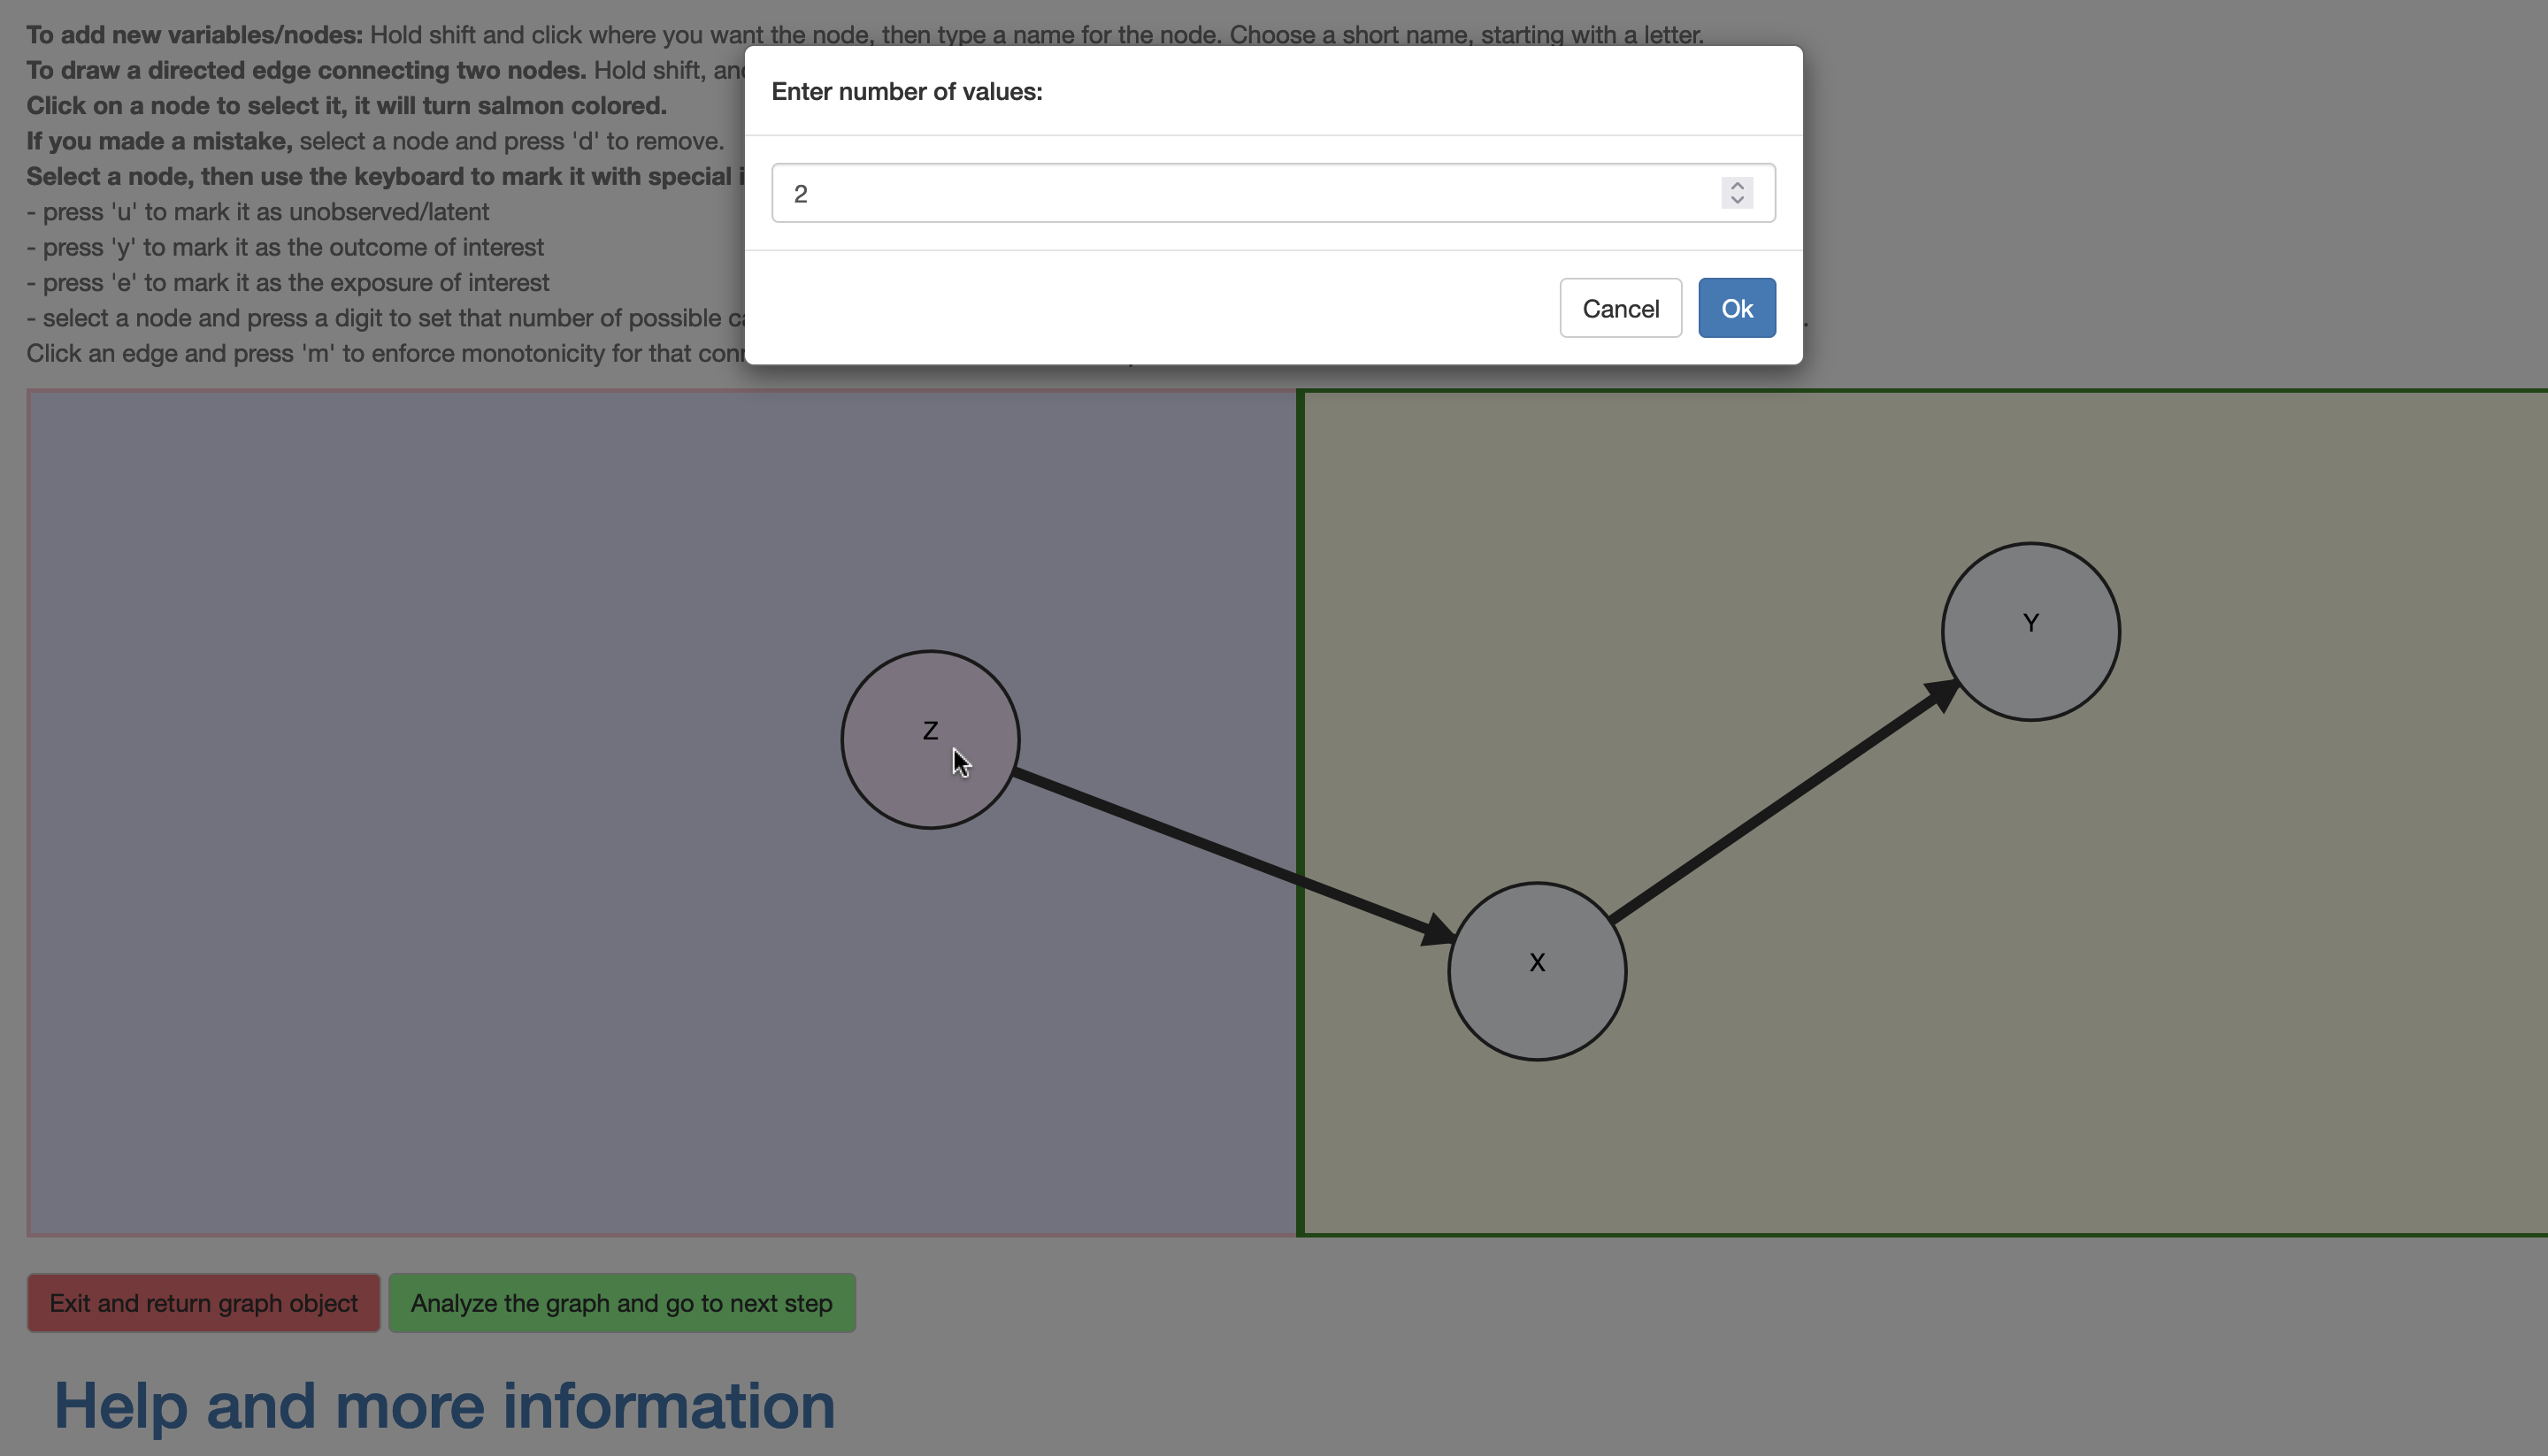 To add new variables/nodes: Hold shift and click where you want the node, then type a name for the node. Choose a short name, starting with a letter.
To draw a directed edge connecting two nodes. Hold shift, and
Click on a node to select it, it will turn salmon colored.
If you made a mistake, select a node and press 'd' to remove.
Select a node, then use the keyboard to mark it with special i
- press 'u' to mark it as unobserved/latent
- press 'y' to mark it as the outcome of interest
- press 'e' to mark it as the exposure of interest
- select a node and press a digit to set that number of possible
Click an edge and press 'm' to enforce monotonicity for that
Enter number of values:
2
Cancel
Ok
Y
Z
X
Exit and return graph object
Analyze the graph and go to next step
Help and more information